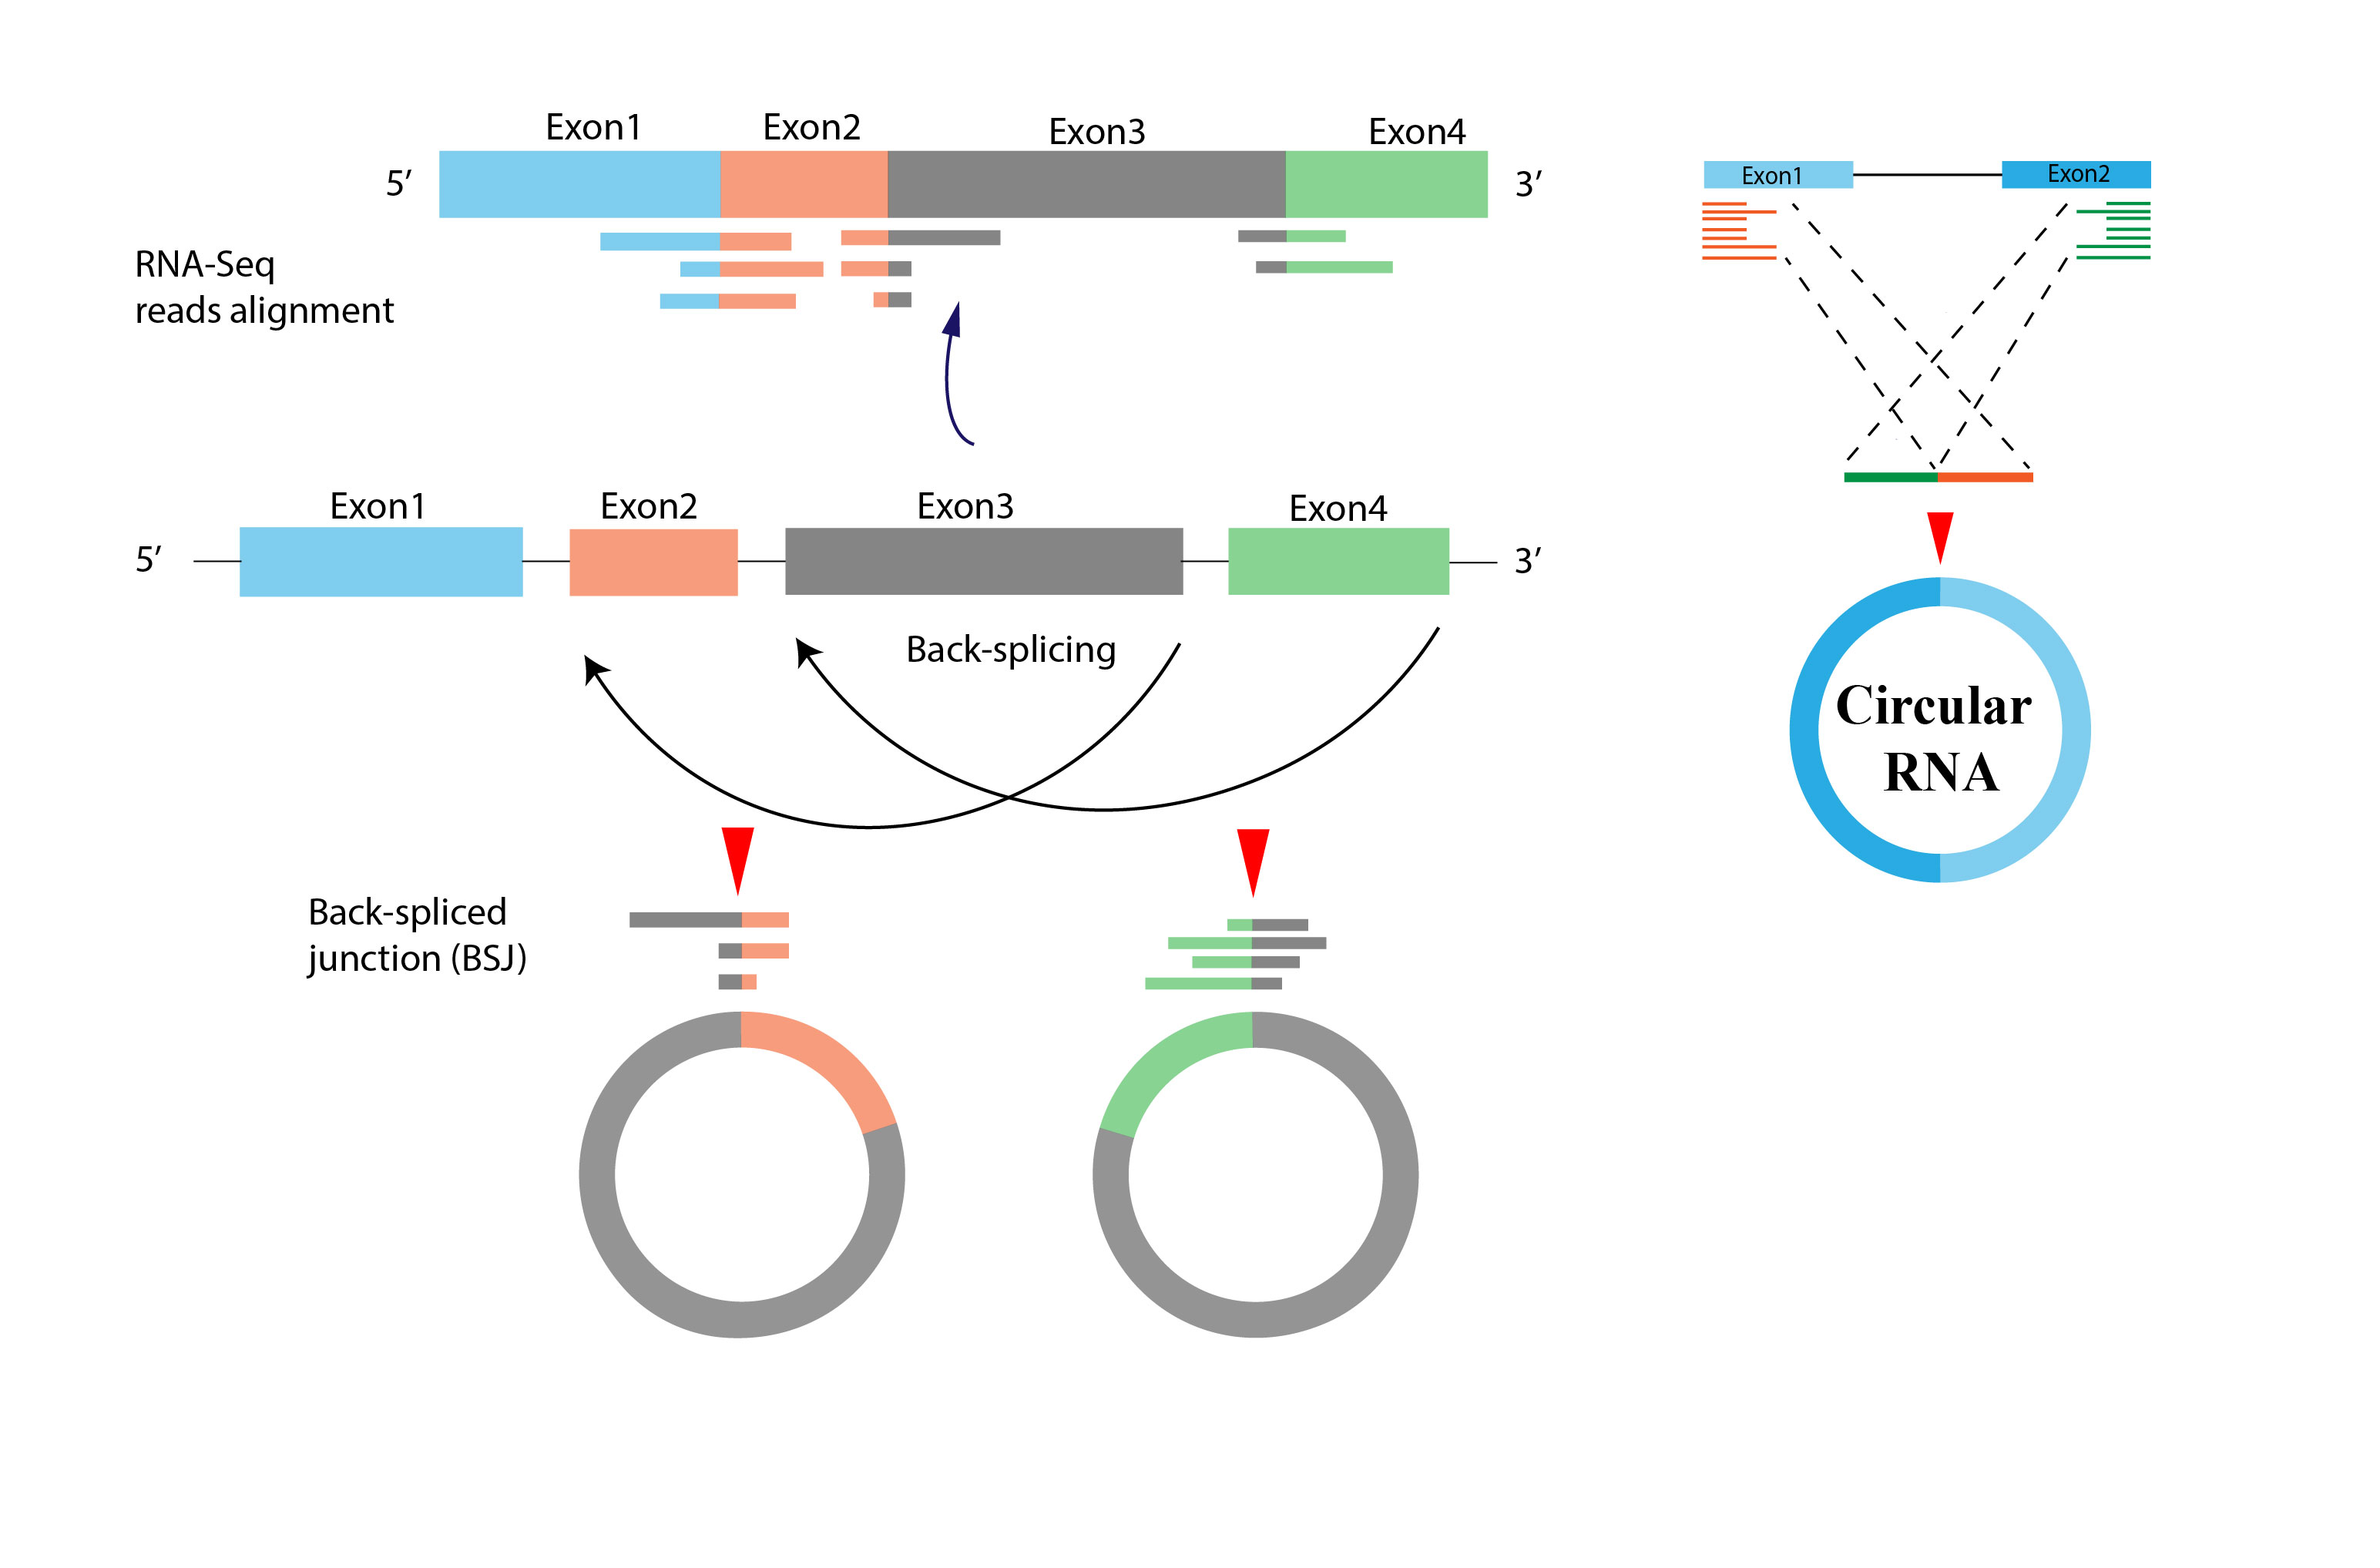 Exon1
Exon2
Exon3
Exon4
5′
3′
RNA-Seq
reads alignment
Exon1
Exon2
Exon3
Exon4
5′
3′
Back-splicing
Back-spliced
junction (BSJ)
Exon1
Exon2
Circular
RNA